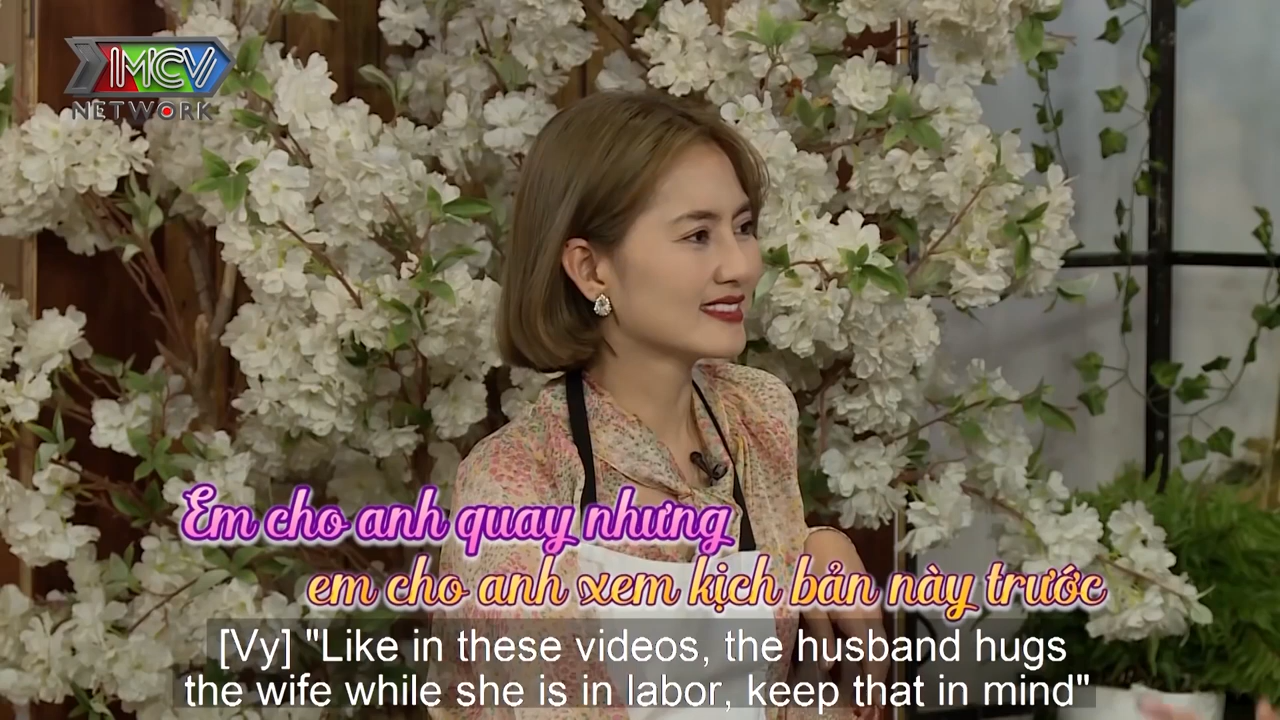 MCV
NETWORK
Em cho anh quay nhưng
em cho anh xem kịch bản này trước
[Vy] "Like in these videos, the husband hugs
the wife while she is in labor, keep that in mind"